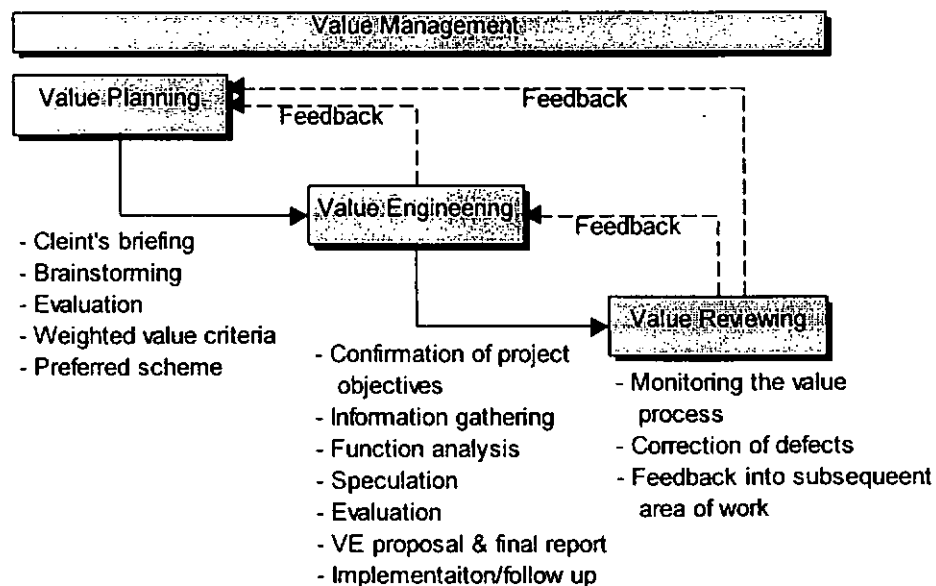 Value Management
Value Planning
Feedback
Feedback
Value Engineering
Feedback
- Cleint's briefing
- Brainstorming
- Evaluation
- Weighted value criteria
- Preferred scheme
Value Reviewing
- Confirmation of project
objectives
- Information gathering
- Function analysis
- Speculation
- Evaluation
- VE proposal & final report
- Implementaiton/follow up
- Monitoring the value
process
- Correction of defects
- Feedback into subsequeent
area of work